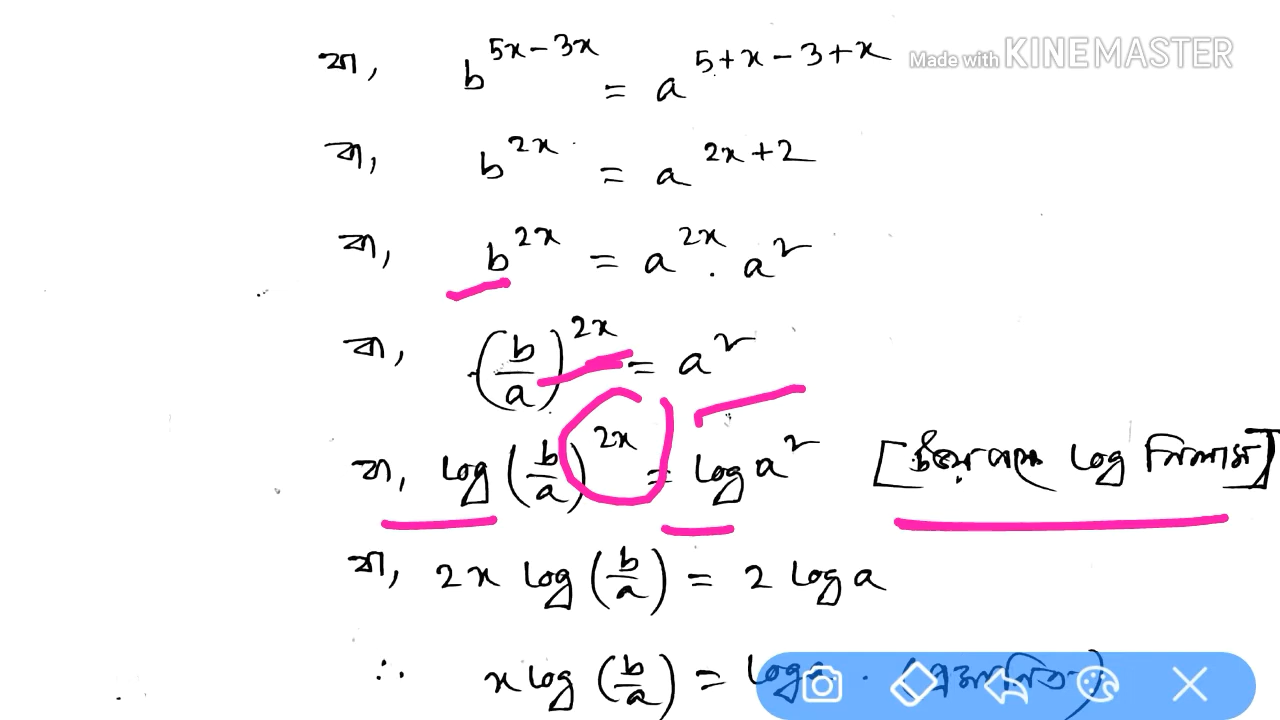 Made with KINEMASTER
বা, b^{5x-3x} = a^{5+x-3+x}
বা, b^{2x} = a^{2x+2}
বা, b^{2x} = a^{2x} . a^{2}
বা, (b/a)^{2x} = a^{2}
বা, log (b/a)^{2x} = log a^{2} [উভয়পক্ষে log নিলাম]
বা, 2x log (b/a) = 2 log a
∴ x log (b/a) = log a . (প্রমাণিত)